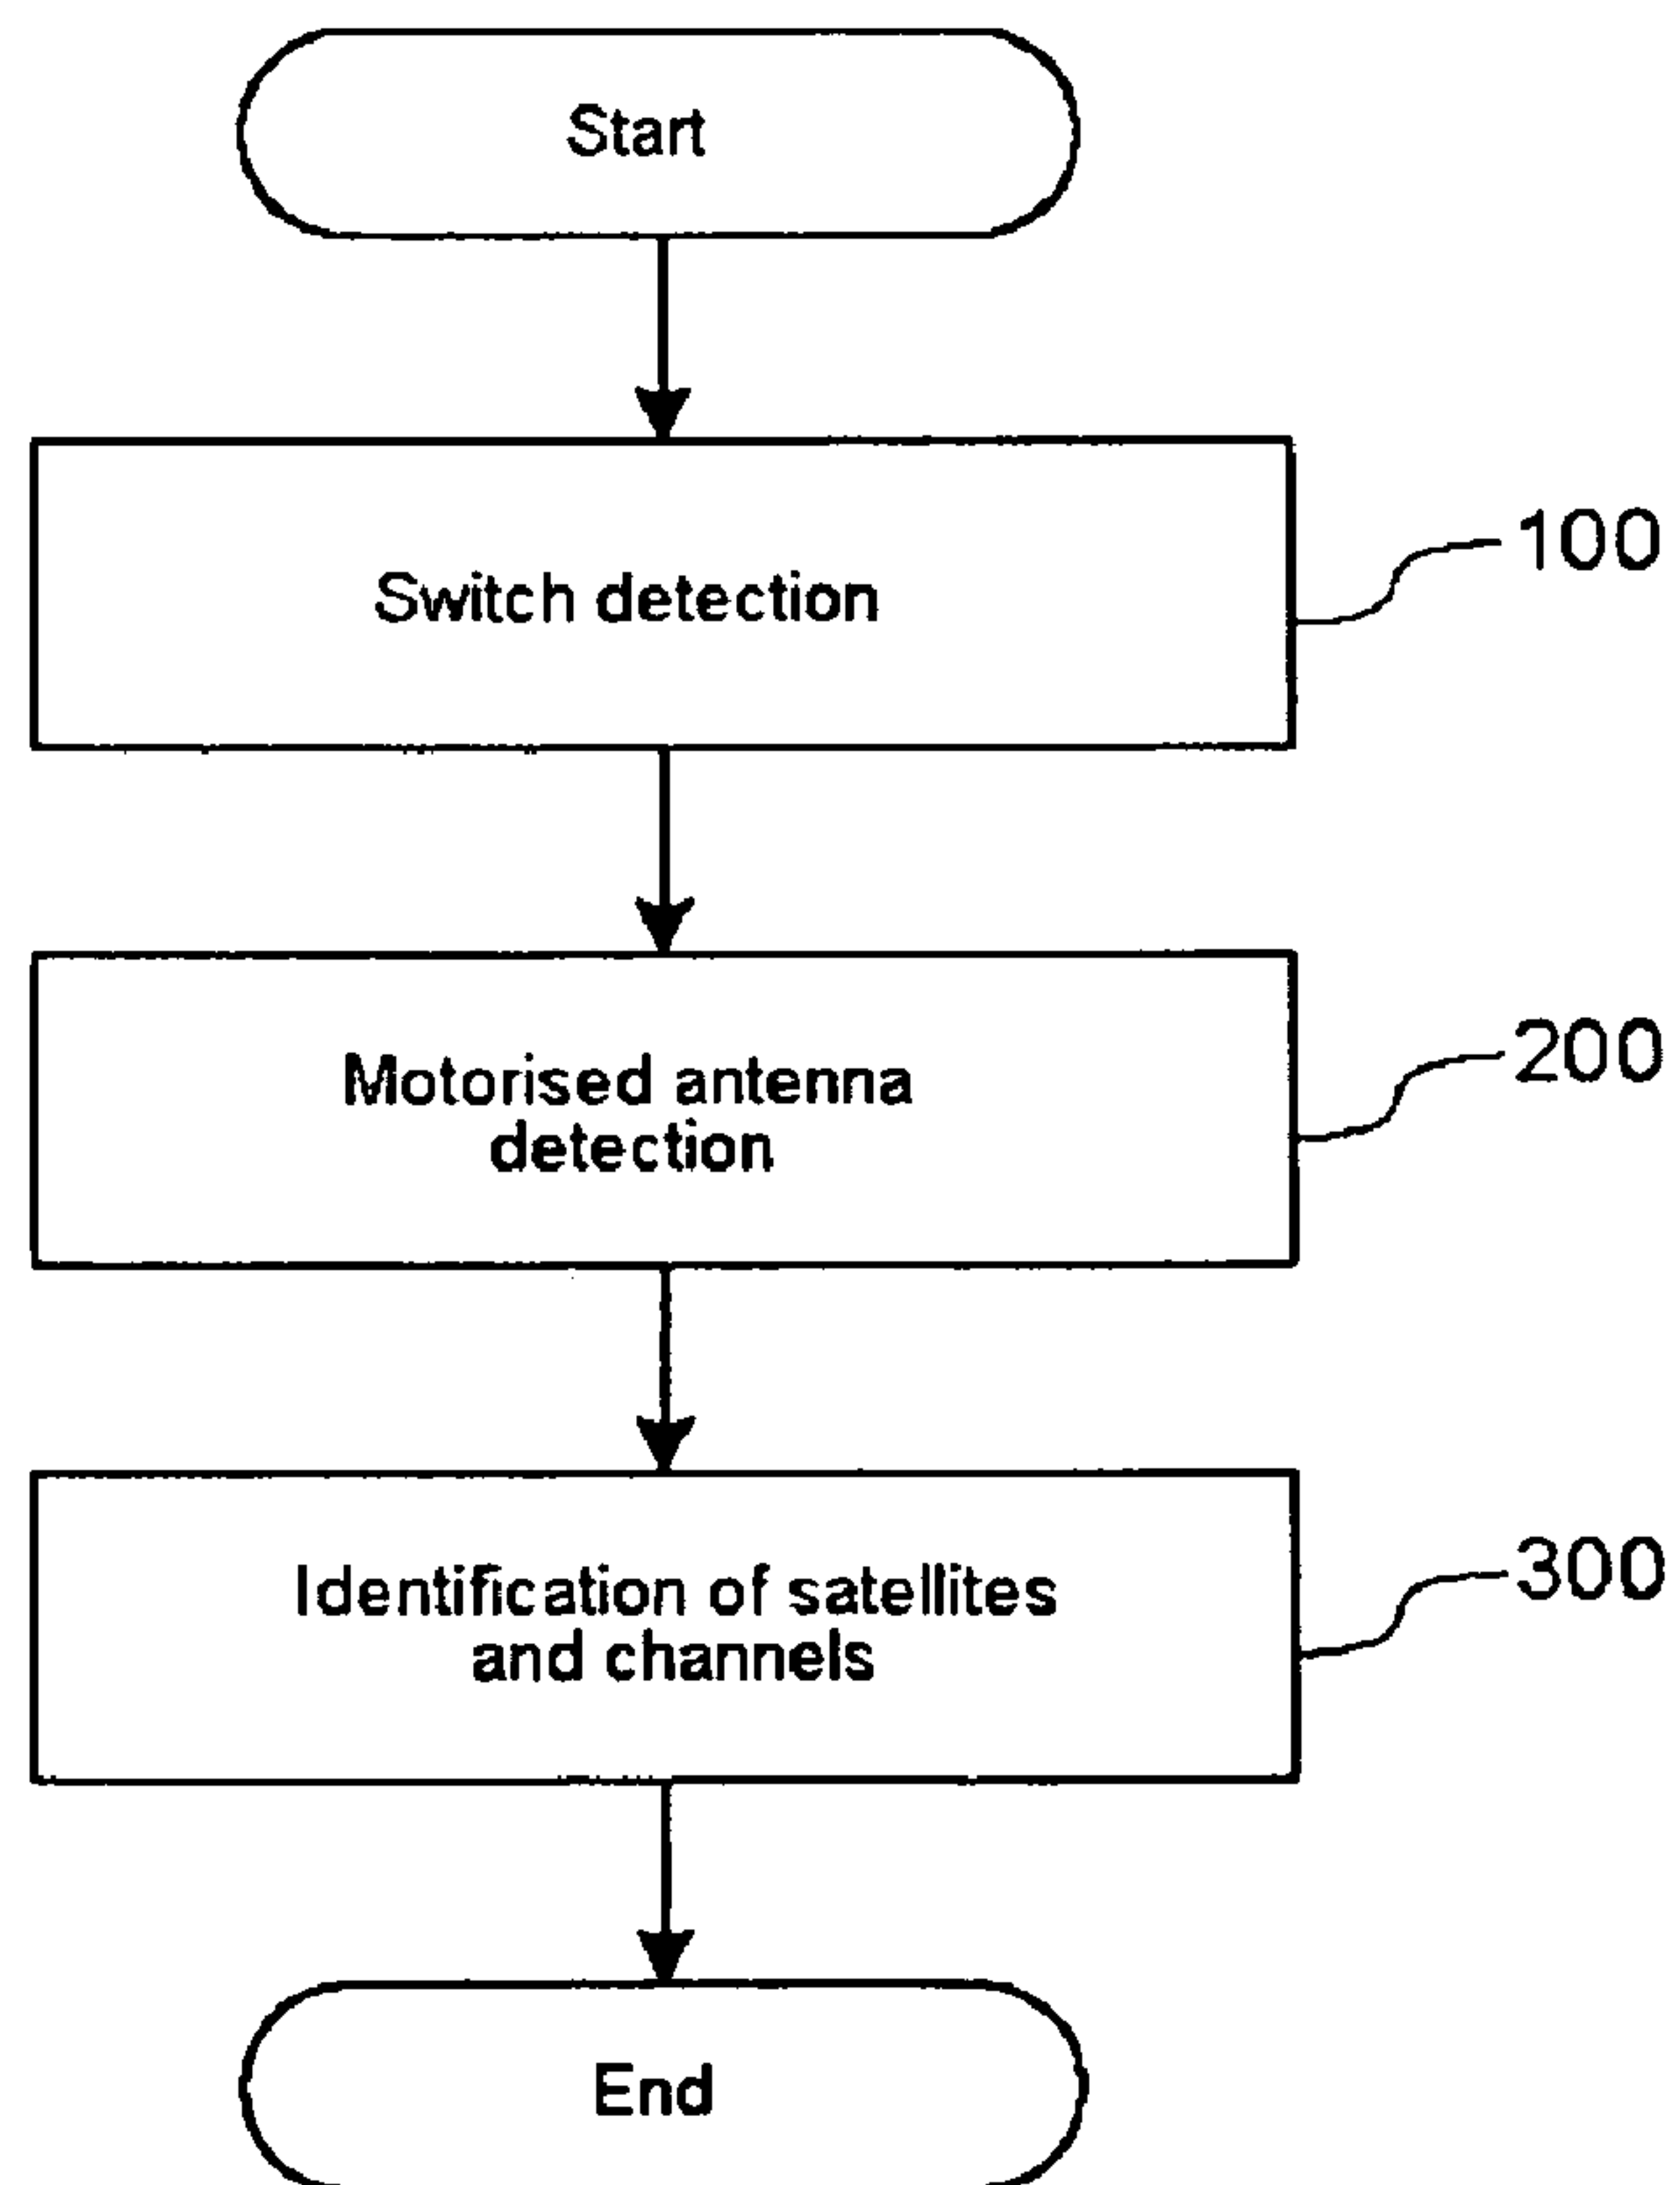 Start
Switch detection
100
Motorised antenna
detection
200
Identification of satellites
and channels
300
End